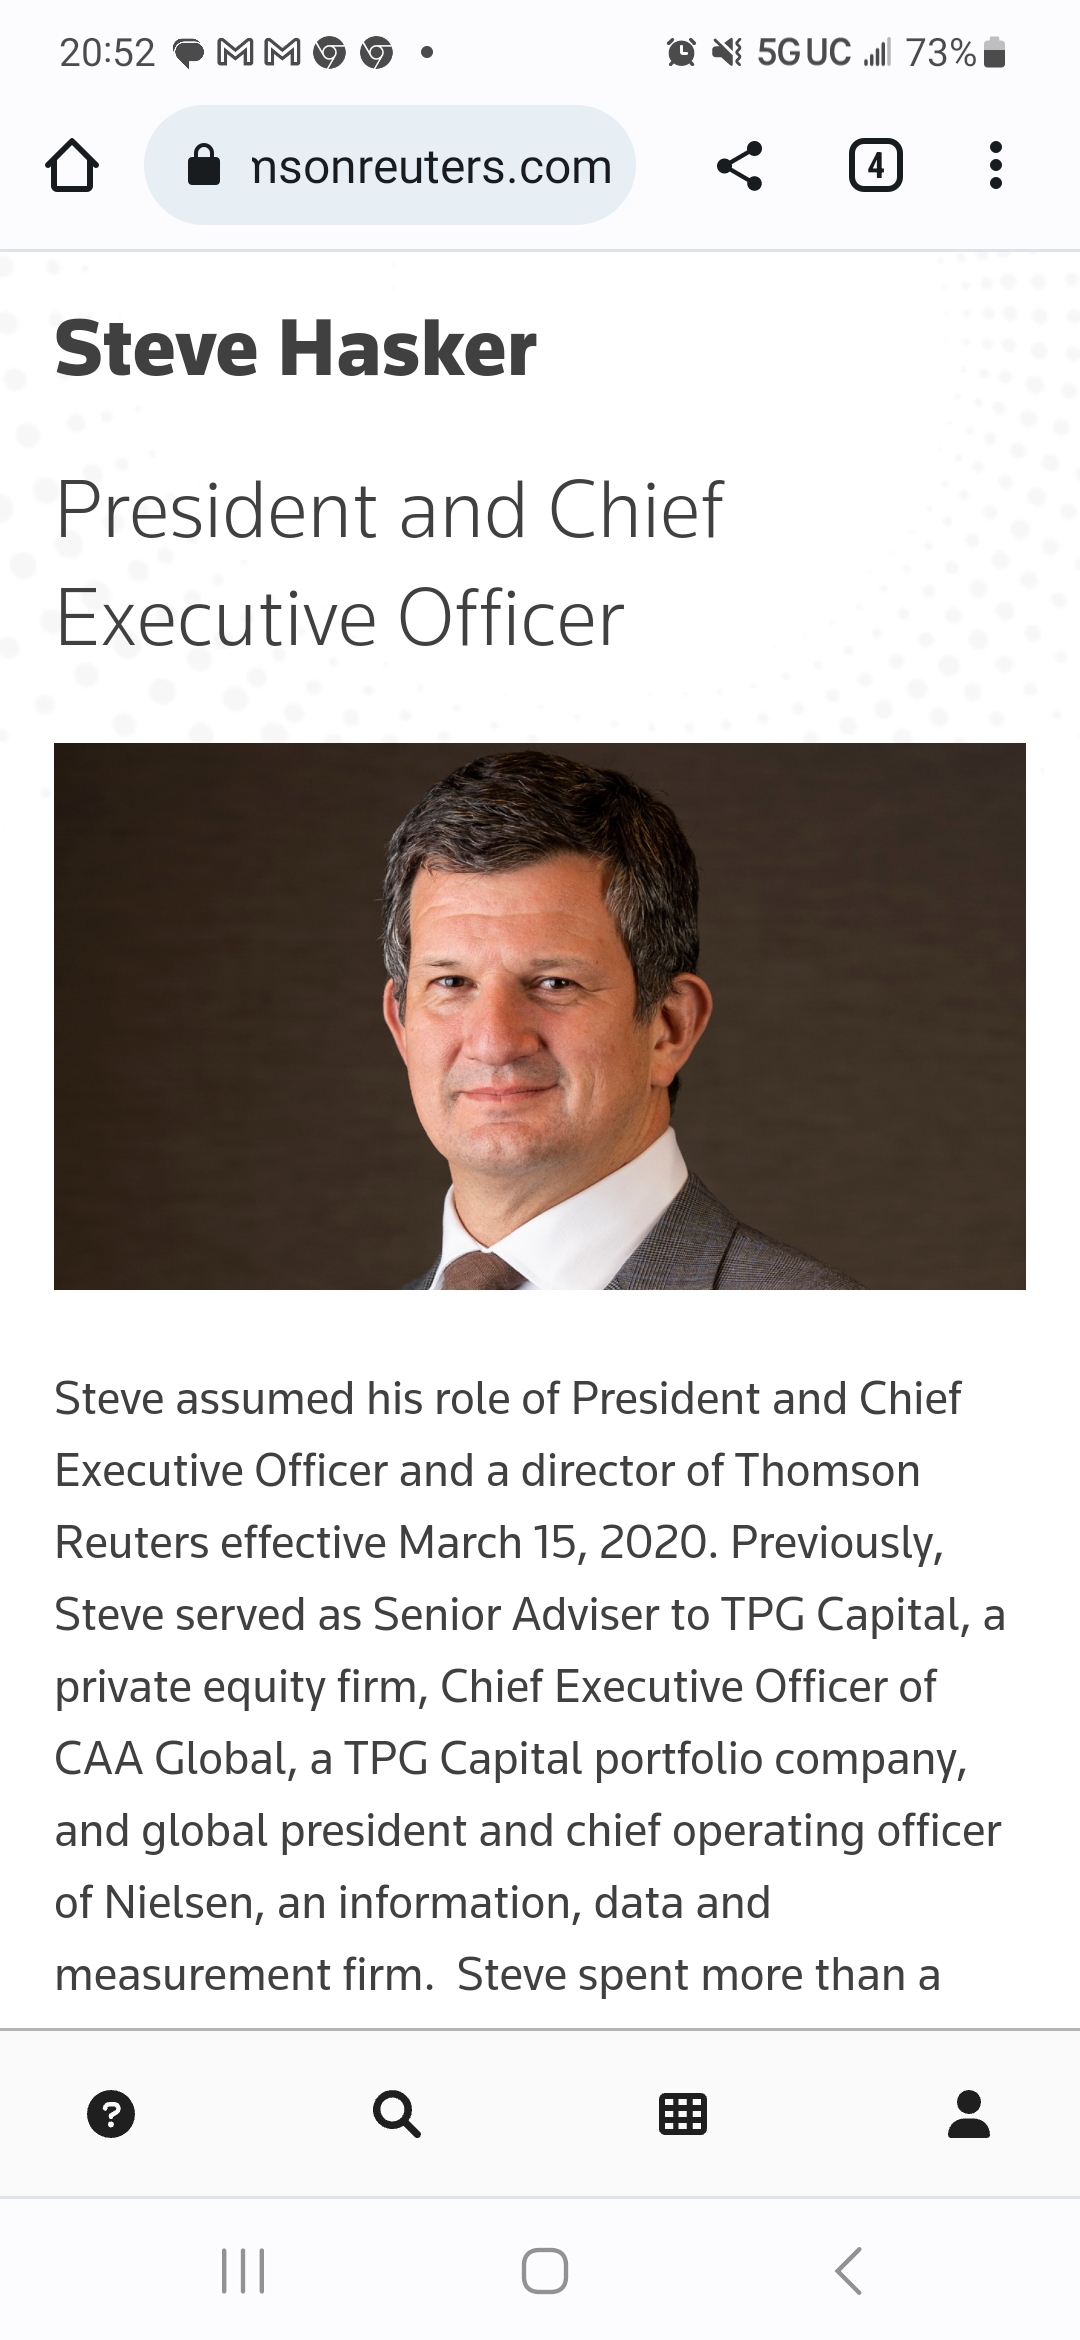 20:52 5G UC 73%
nsonreuters.com 4
Steve Hasker
President and Chief
Executive Officer
Steve assumed his role of President and Chief
Executive Officer and a director of Thomson
Reuters effective March 15, 2020. Previously,
Steve served as Senior Adviser to TPG Capital, a
private equity firm, Chief Executive Officer of
CAA Global, a TPG Capital portfolio company,
and global president and chief operating officer
of Nielsen, an information, data and
measurement firm.  Steve spent more than a